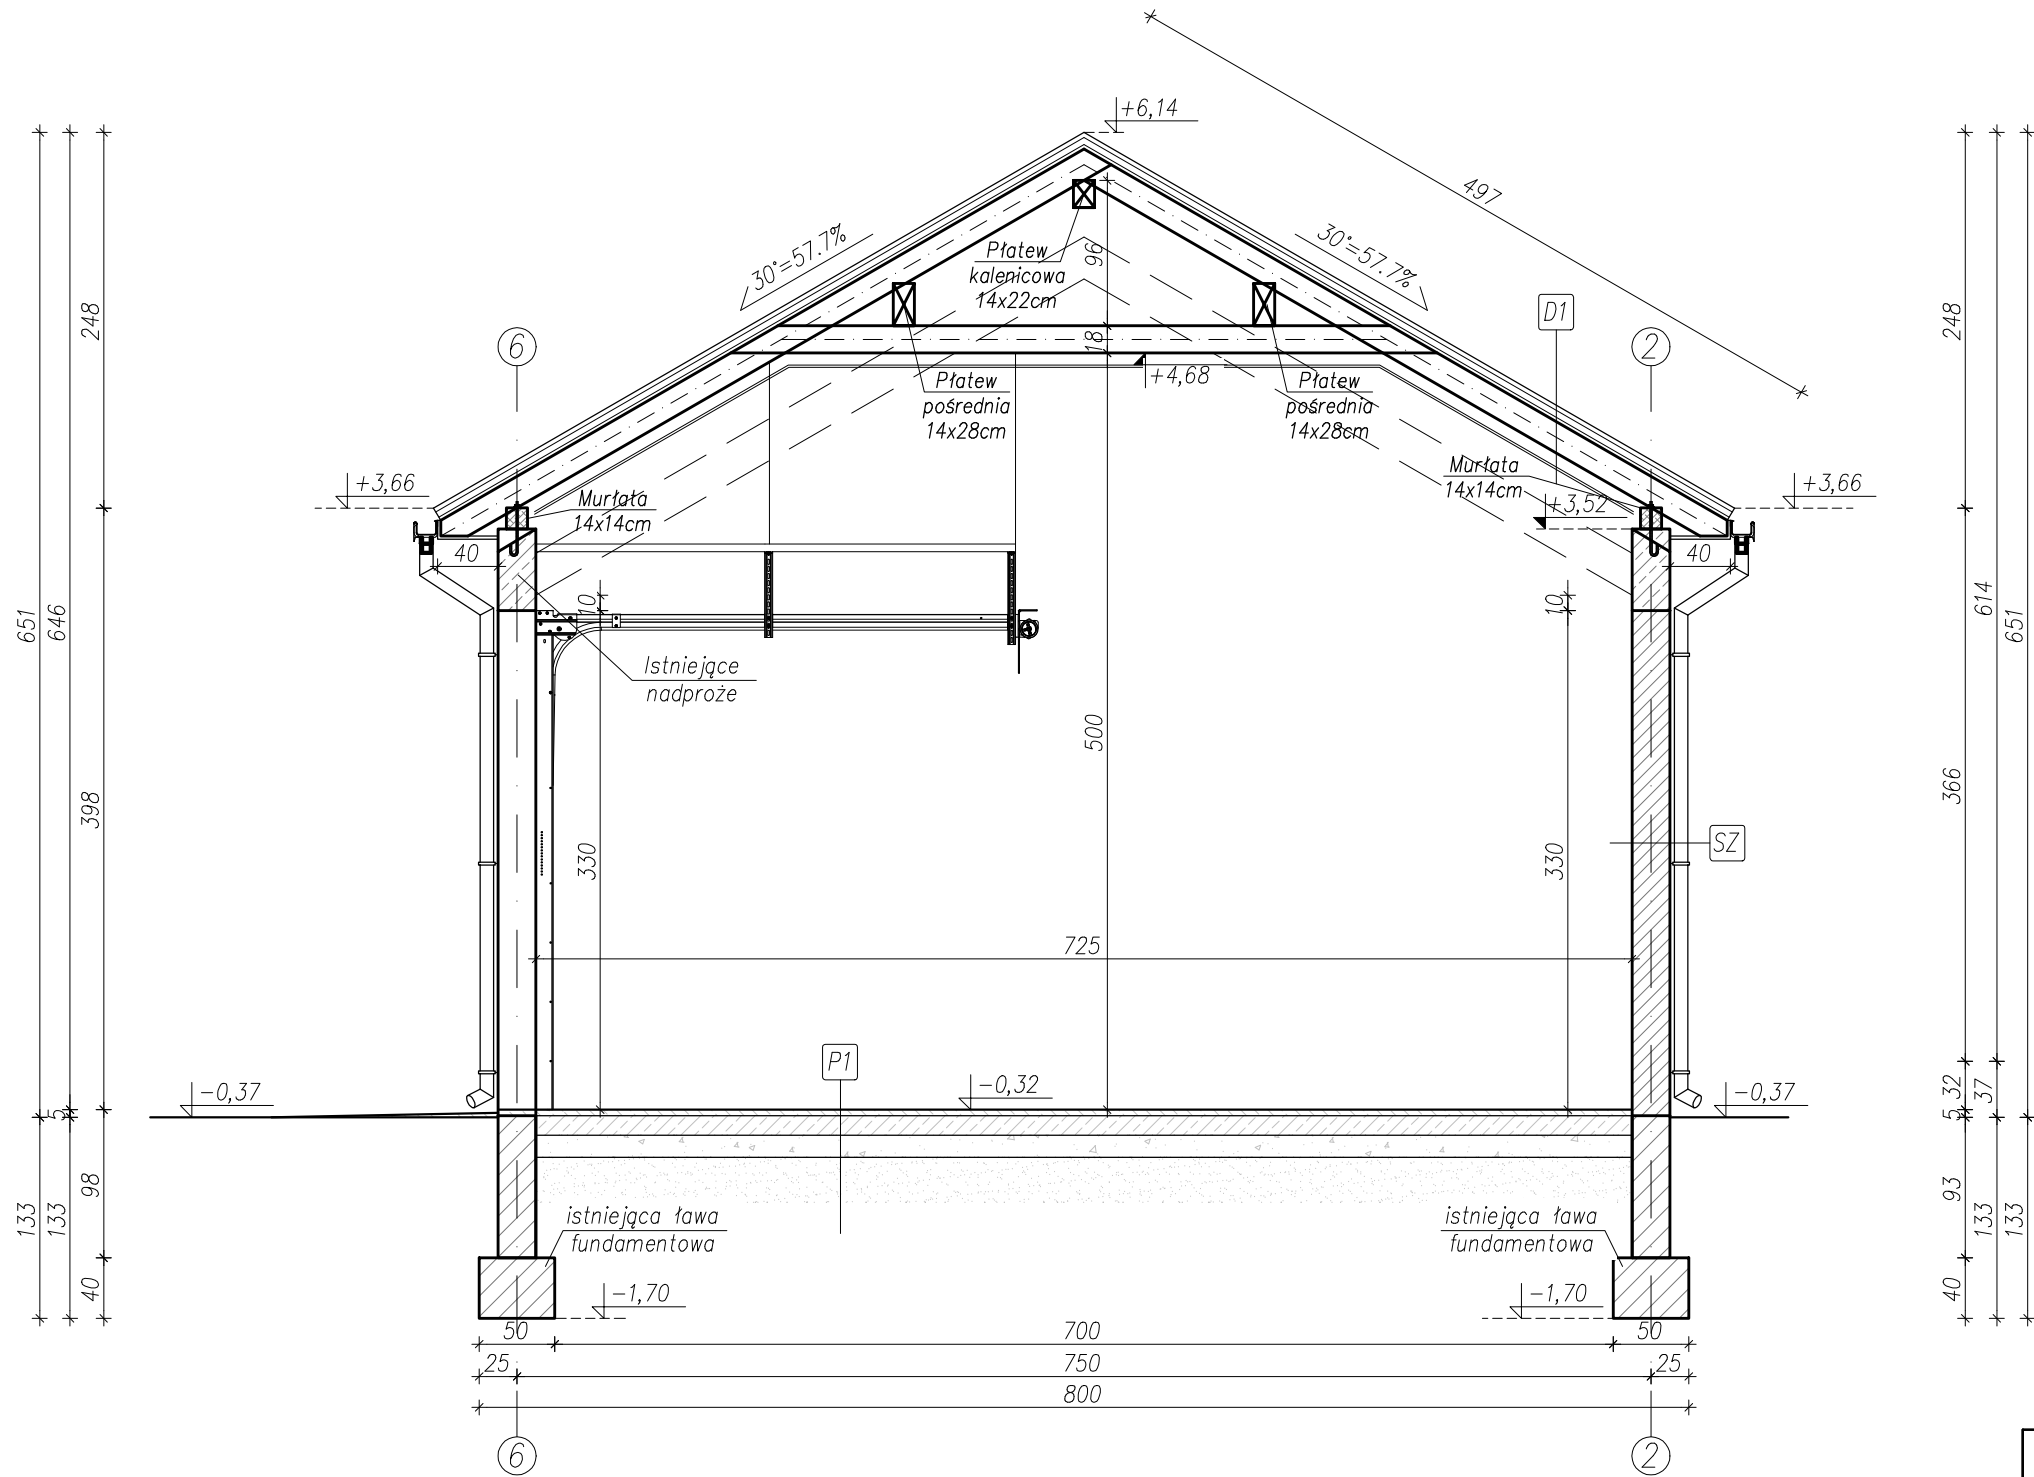 +6,14
497
30°=57.7%
30°=57.7%
Płatew
kalenicowa
14x22cm
96
18
D1
6
2
248
248
+4,68
Płatew
pośrednia
14x28cm
Płatew
pośrednia
14x28cm
+3,66
+3,66
Murłata
14x14cm
Murłata
14x14cm
+3,52
40
40
10
10
651
646
614
651
Istniejące
nadproże
500
398
366
330
330
SZ
725
P1
-0,37
-0,32
-0,37
5
5
32
37
98
93
133
133
133
133
istniejąca ława
fundamentowa
istniejąca ława
fundamentowa
40
40
-1,70
-1,70
50
700
50
25
750
25
800
6
2